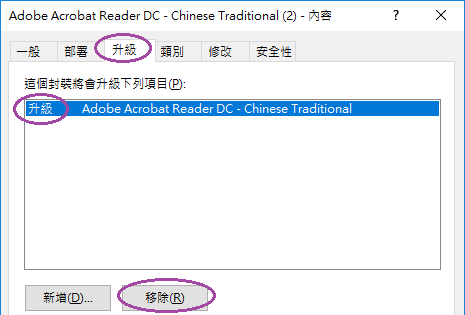 Adobe Acrobat Reader DC - Chinese Traditional (2) - 內容
一般 部署 升級 類別 修改 安全性
這個封裝將會升級下列項目(P):
升級 Adobe Acrobat Reader DC - Chinese Traditional
新增(D)... 移除(R)